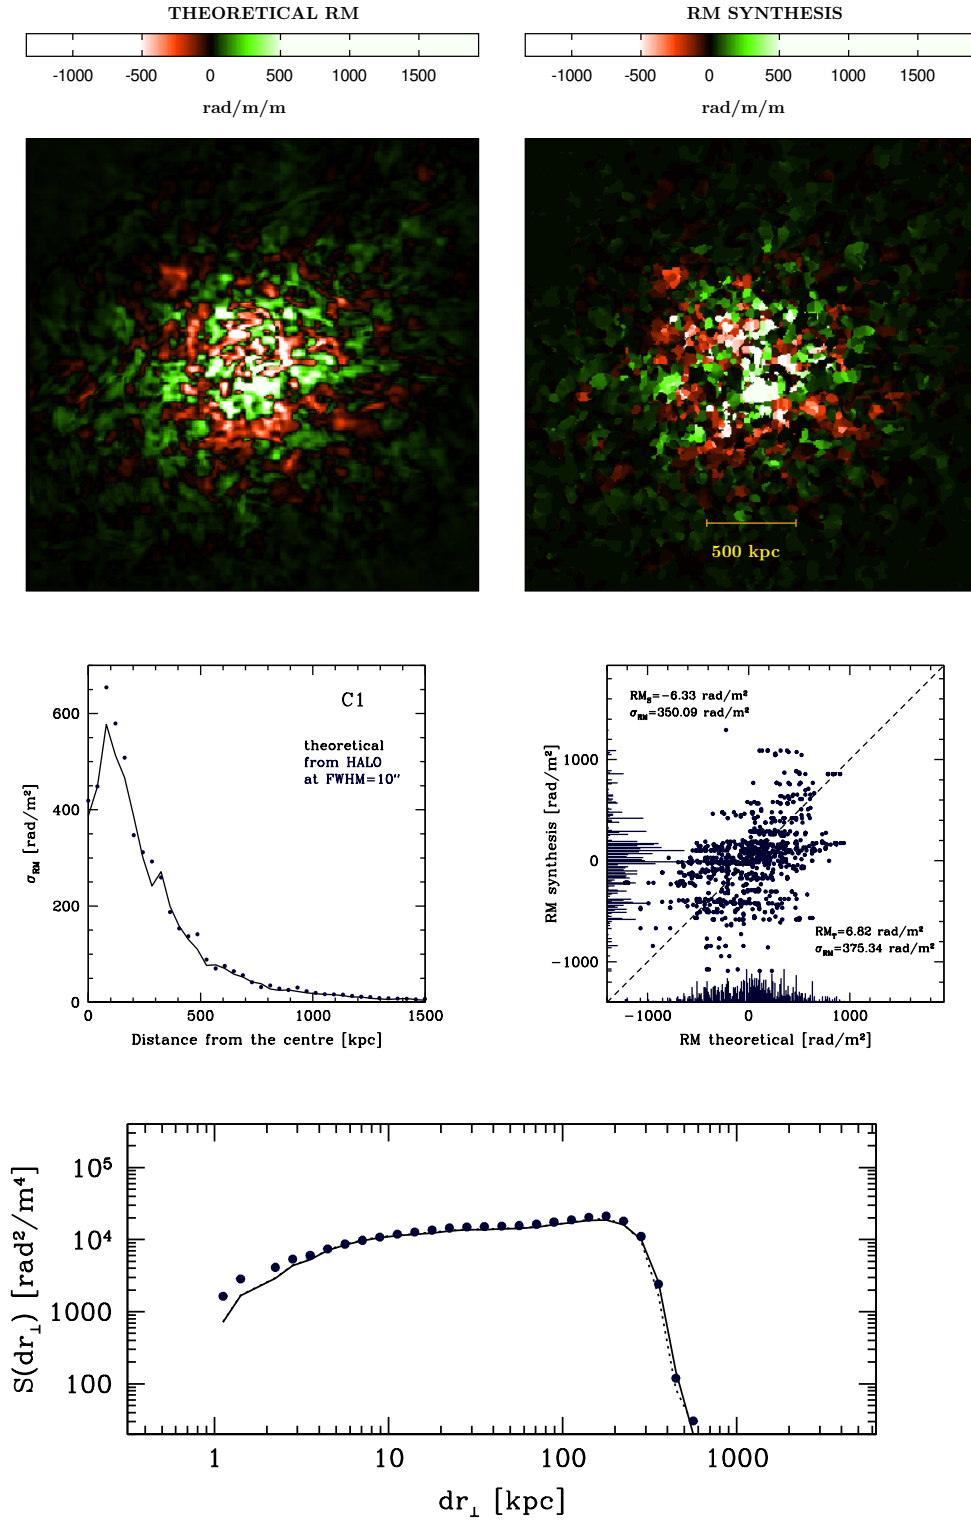 THEORETICAL RM
RM SYNTHESIS
-1000 -500 0 500 1000 1500
-1000 -500 0 500 1000 1500
rad/m/m
rad/m/m
500 kpc
C1
theoretical
from HALO
at FWHM=10"
600
400
200
0
σ_RM [rad/m²]
0 500 1000 1500
Distance from the centre [kpc]
RM_S=−6.33 rad/m²
σ_RM=350.09 rad/m²
1000
0
−1000
RM synthesis [rad/m²]
RM_T=6.82 rad/m²
σ_RM=375.34 rad/m²
−1000 0 1000
RM theoretical [rad/m²]
10⁵
10⁴
1000
100
S(dr⊥) [rad²/m⁴]
1 10 100 1000
dr⊥ [kpc]